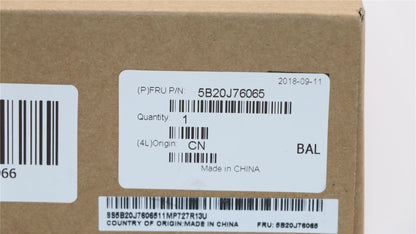 2018-09-11
(P)FRU P/N: 5B20J76065
Quantity: 1
(4L)Origin: CN
BAL
Made in CHINA
66
8S5B20J7606511MP727R13U
COUNTRY OF ORIGIN:MADE IN CHINA FRU: 5B20J76065